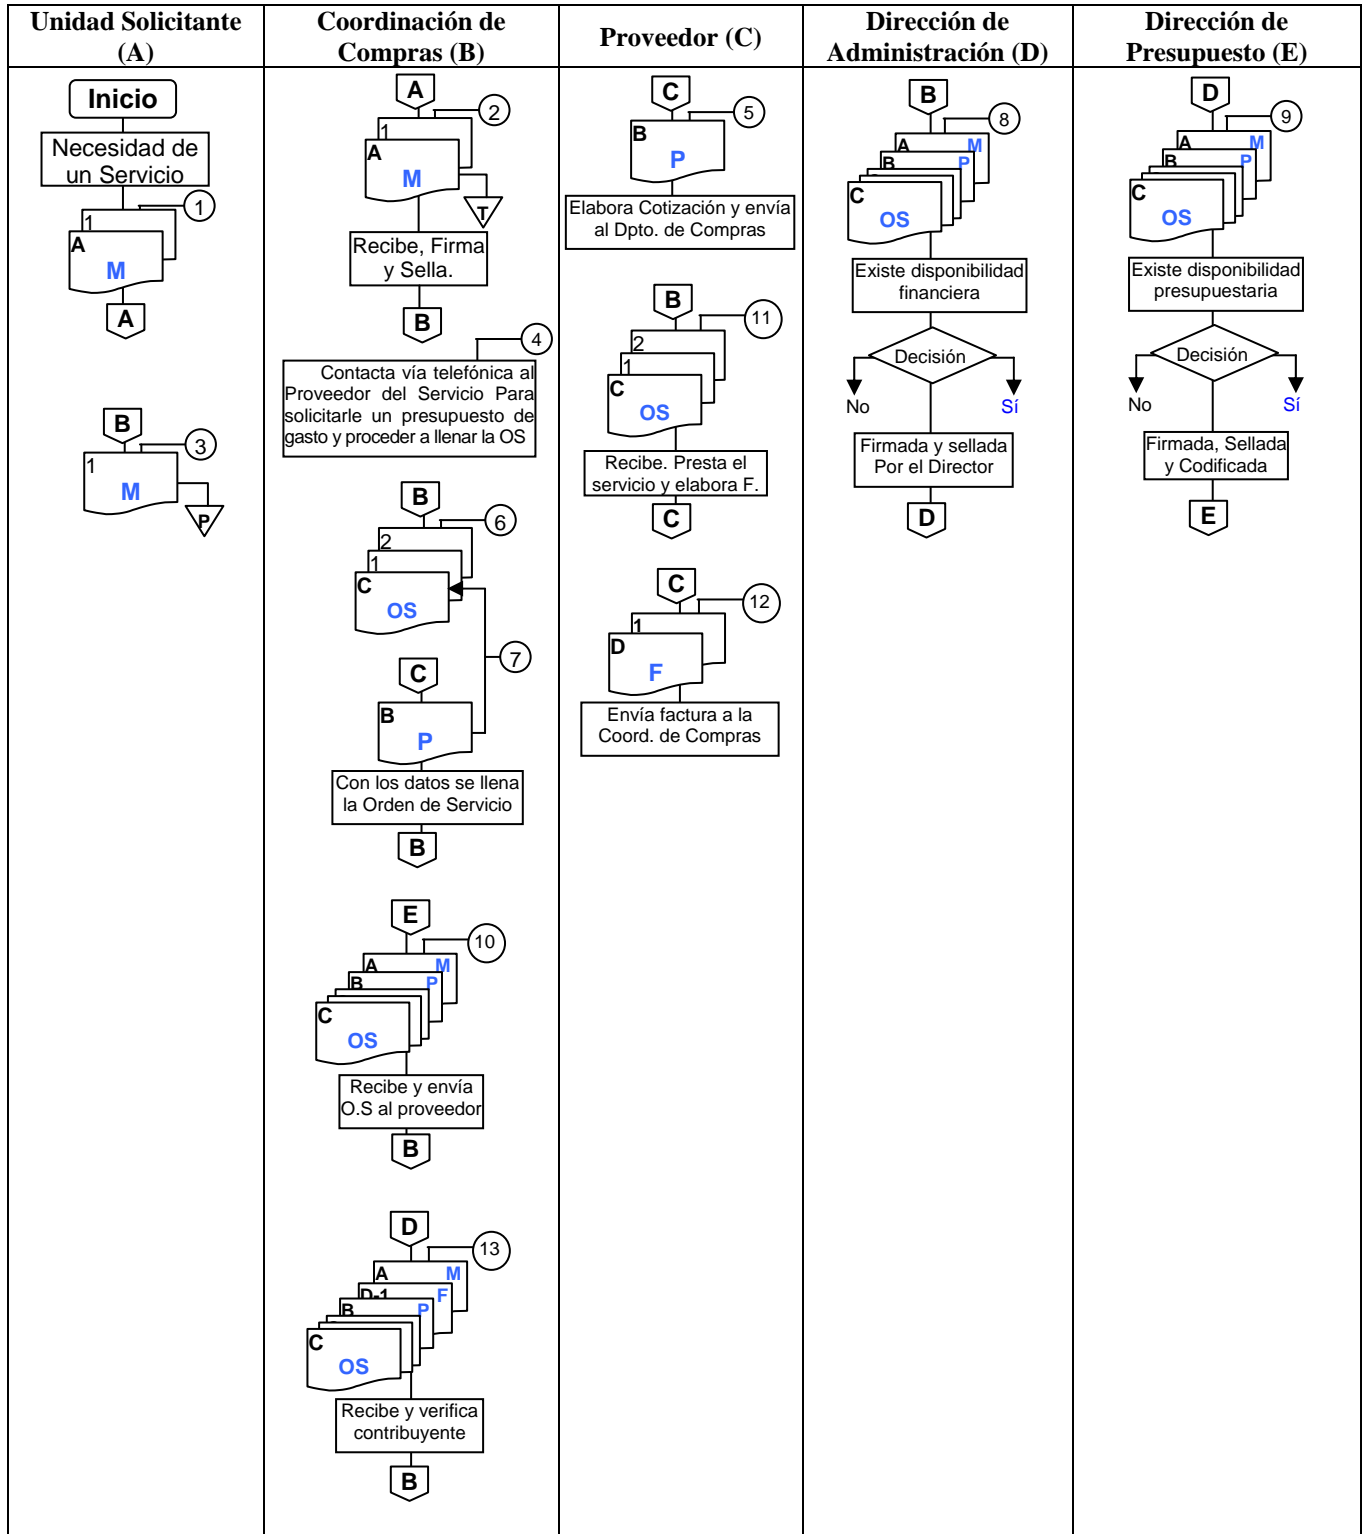 Unidad Solicitante
(A)
Coordinación de
Compras (B)
Proveedor (C)
Dirección de
Administración (D)
Dirección de
Presupuesto (E)
Inicio
Necesidad de
un Servicio
1
1
A
M
A
B
3
1
M
P
A
2
1
A
M
T
Recibe, Firma
y Sella.
B
4
Contacta vía telefónica al
Proveedor del Servicio Para
solicitarle un presupuesto de
gasto y proceder a llenar la OS
B
6
2
1
C
OS
7
C
B
P
Con los datos se llena
la Orden de Servicio
B
E
10
A M
B P
C
OS
Recibe y envía
O.S al proveedor
B
D
13
A M
D-1 F
B P
C
OS
Recibe y verifica
contribuyente
B
C
5
B
P
Elabora Cotización y envía
al Dpto. de Compras
B
11
2
1
C
OS
Recibe. Presta el
servicio y elabora F.
C
C
12
1
D
F
Envía factura a la
Coord. de Compras
B
8
A M
B P
C
OS
Existe disponibilidad
financiera
Decisión
No Sí
Firmada y sellada
Por el Director
D
D
9
A M
B P
C
OS
Existe disponibilidad
presupuestaria
Decisión
No Sí
Firmada, Sellada
y Codificada
E